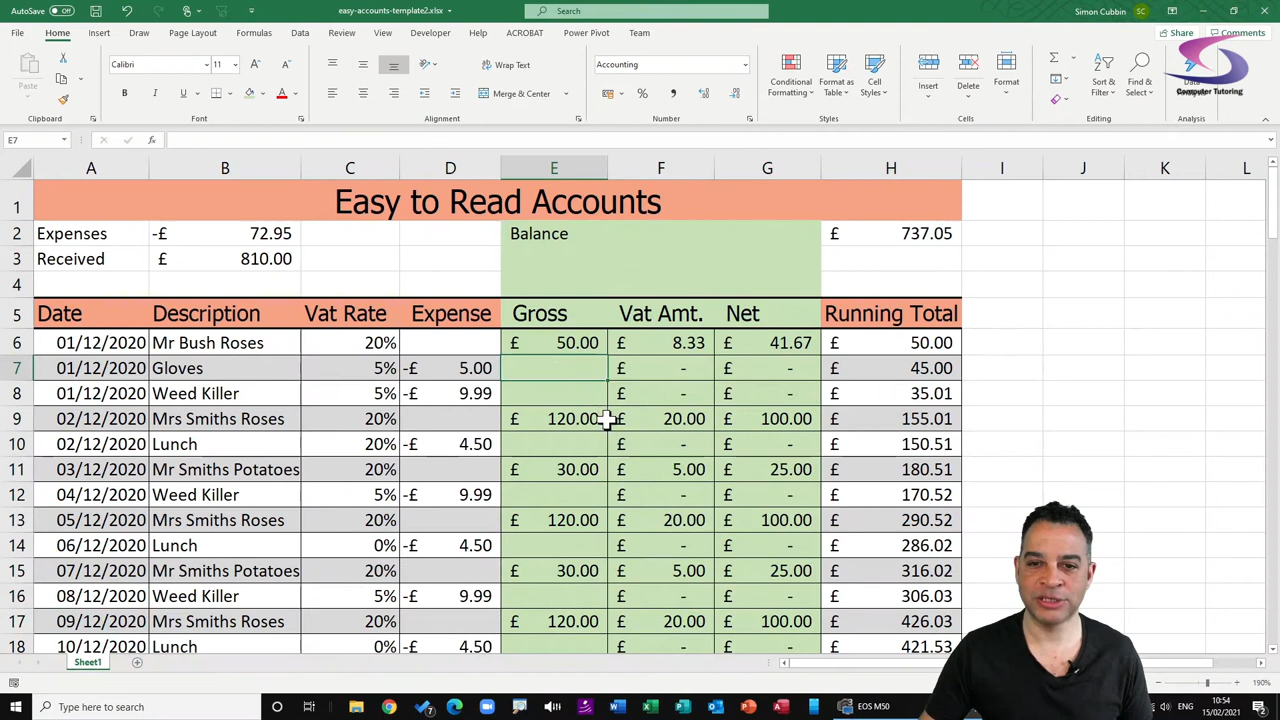 AutoSave Off easy-accounts-template2.xlsx Search Simon Cubbin SC
File Home Insert Draw Page Layout Formulas Data Review View Developer Help ACROBAT Power Pivot Team Share Comments
Calibri 11 Wrap Text Accounting
Paste B I U Merge & Center % Conditional Formatting Format as Table Cell Styles Insert Delete Format Sort & Filter Find & Select Data Analysis
Computer Tutoring
Clipboard Font Alignment Number Styles Cells Editing Analysis
E7 fx
A B C D E F G H I J K L
1 Easy to Read Accounts
2 Expenses -£ 72.95 Balance £ 737.05
3 Received £ 810.00
4
5 Date Description Vat Rate Expense Gross Vat Amt. Net Running Total
6 01/12/2020 Mr Bush Roses 20% £ 50.00 £ 8.33 £ 41.67 £ 50.00
7 01/12/2020 Gloves 5% -£ 5.00 £ - £ - £ 45.00
8 01/12/2020 Weed Killer 5% -£ 9.99 £ - £ - £ 35.01
9 02/12/2020 Mrs Smiths Roses 20% £ 120.00 £ 20.00 £ 100.00 £ 155.01
10 02/12/2020 Lunch 20% -£ 4.50 £ - £ - £ 150.51
11 03/12/2020 Mr Smiths Potatoes 20% £ 30.00 £ 5.00 £ 25.00 £ 180.51
12 04/12/2020 Weed Killer 5% -£ 9.99 £ - £ - £ 170.52
13 05/12/2020 Mrs Smiths Roses 20% £ 120.00 £ 20.00 £ 100.00 £ 290.52
14 06/12/2020 Lunch 0% -£ 4.50 £ - £ - £ 286.02
15 07/12/2020 Mr Smiths Potatoes 20% £ 30.00 £ 5.00 £ 25.00 £ 316.02
16 08/12/2020 Weed Killer 5% -£ 9.99 £ - £ - £ 306.03
17 09/12/2020 Mrs Smiths Roses 20% £ 120.00 £ 20.00 £ 100.00 £ 426.03
18 10/12/2020 Lunch 0% -£ 4.50 £ - £ - £ 421.53
Sheet1
190%
Type here to search EOS M50 10:54
15/02/2021